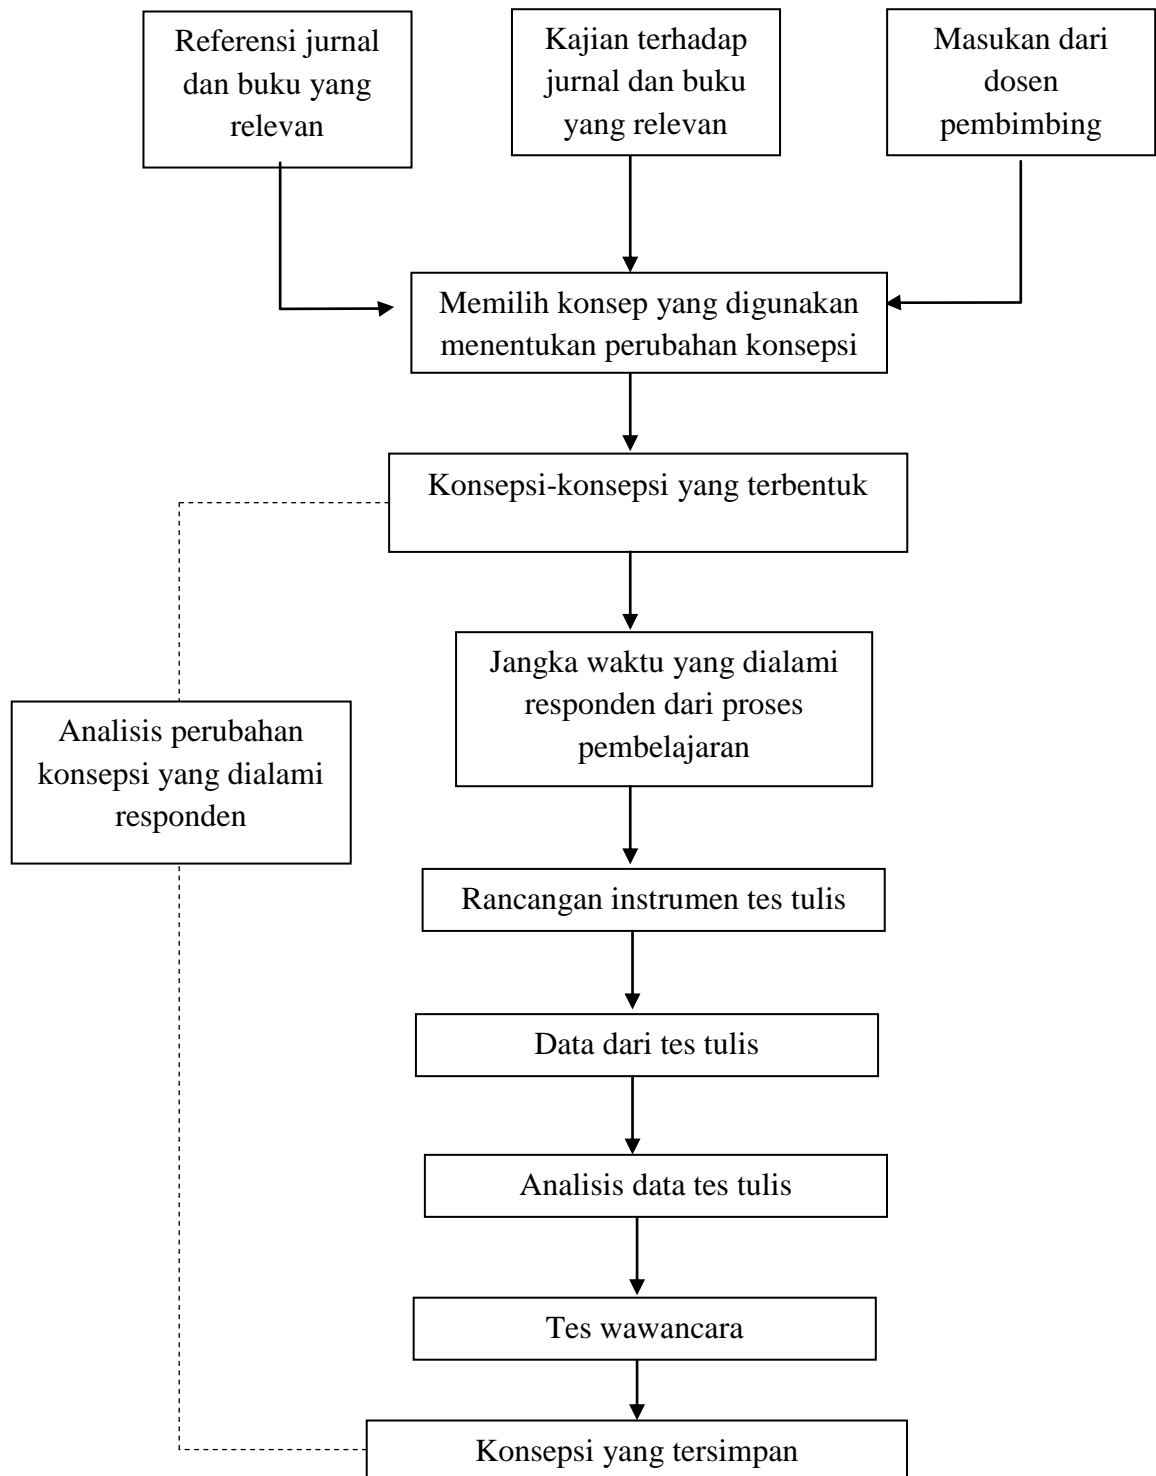 Referensi jurnal
dan buku yang
relevan
Kajian terhadap
jurnal dan buku
yang relevan
Masukan dari
dosen
pembimbing
Memilih konsep yang digunakan
menentukan perubahan konsepsi
Konsepsi-konsepsi yang terbentuk
Jangka waktu yang dialami
responden dari proses
pembelajaran
Analisis perubahan
konsepsi yang dialami
responden
Rancangan instrumen tes tulis
Data dari tes tulis
Analisis data tes tulis
Tes wawancara
Konsepsi yang tersimpan